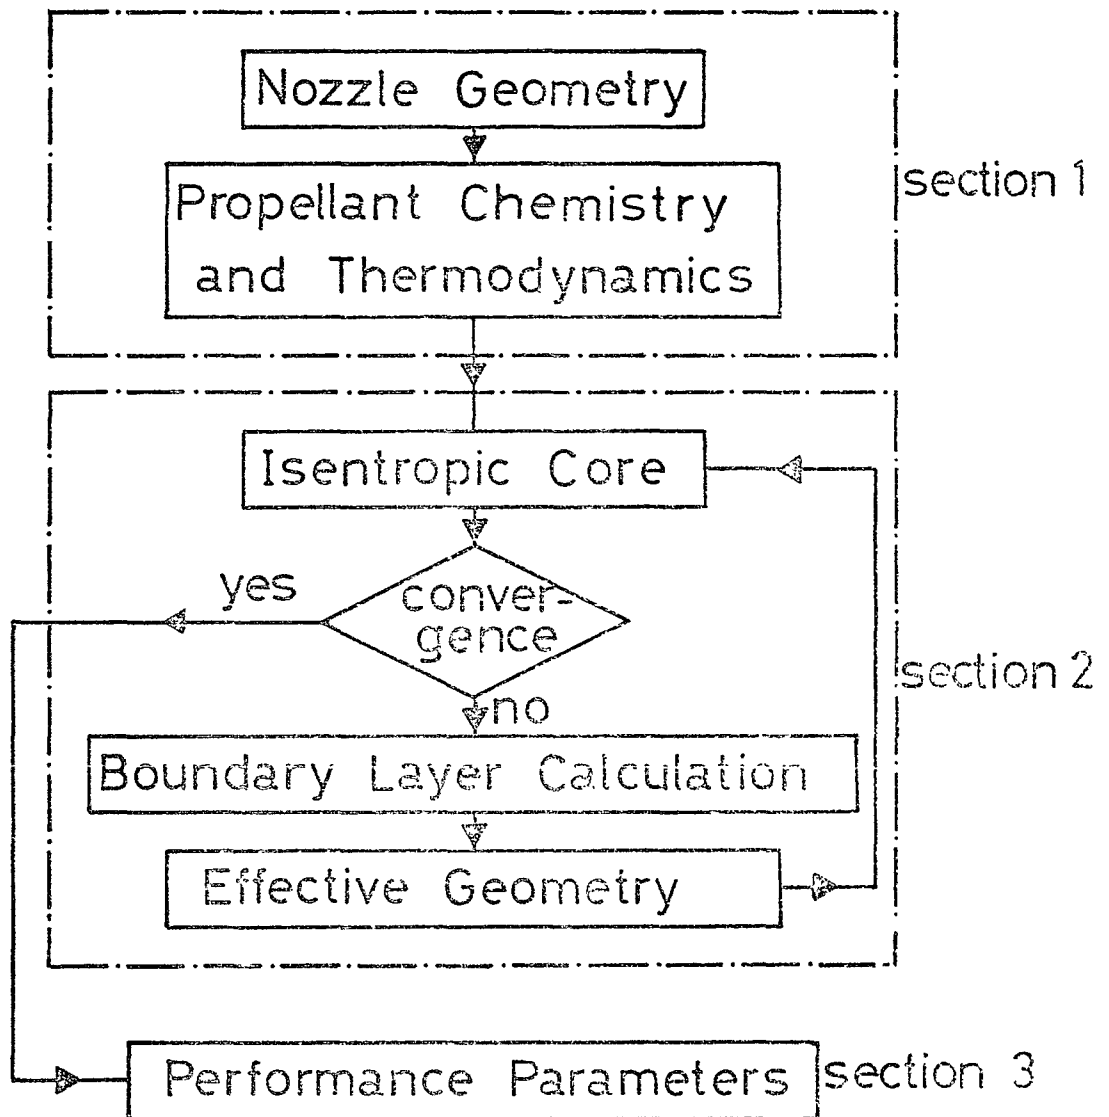 Nozzle Geometry
Propellant Chemistry
and Thermodynamics
section 1
Isentropic Core
yes
conver-
gence
section 2
no
Boundary Layer Calculation
Effective Geometry
Performance Parameters
section 3